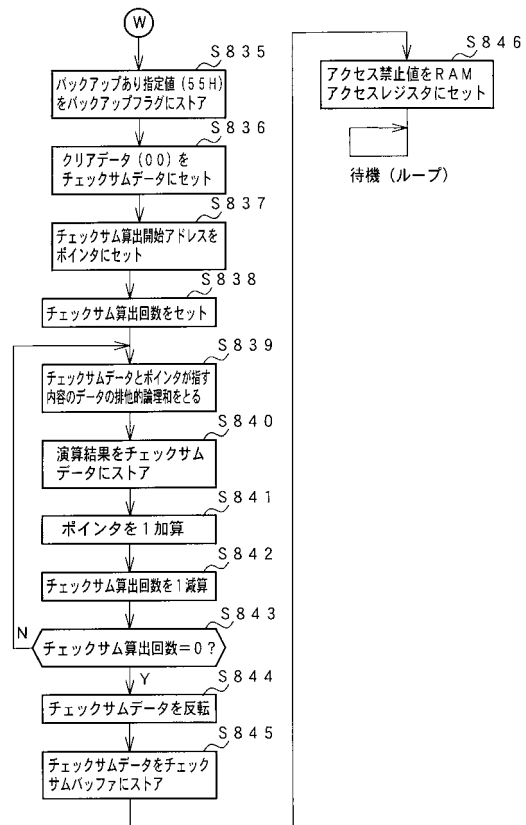 W
S835
バックアップあり指定値(55H)
をバックアップフラグにストア
S836
クリアデータ(00)を
チェックサムデータにセット
S837
チェックサム算出開始アドレスを
ポインタにセット
S838
チェックサム算出回数をセット
S839
チェックサムデータとポインタが指す
内容のデータの排他的論理和をとる
S840
演算結果をチェックサム
データにストア
S841
ポインタを1加算
S842
チェックサム算出回数を1減算
S843
N
チェックサム算出回数=0?
Y
S844
チェックサムデータを反転
S845
チェックサムデータをチェック
サムバッファにストア
S846
アクセス禁止値をRAM
アクセスレジスタにセット
待機(ループ)